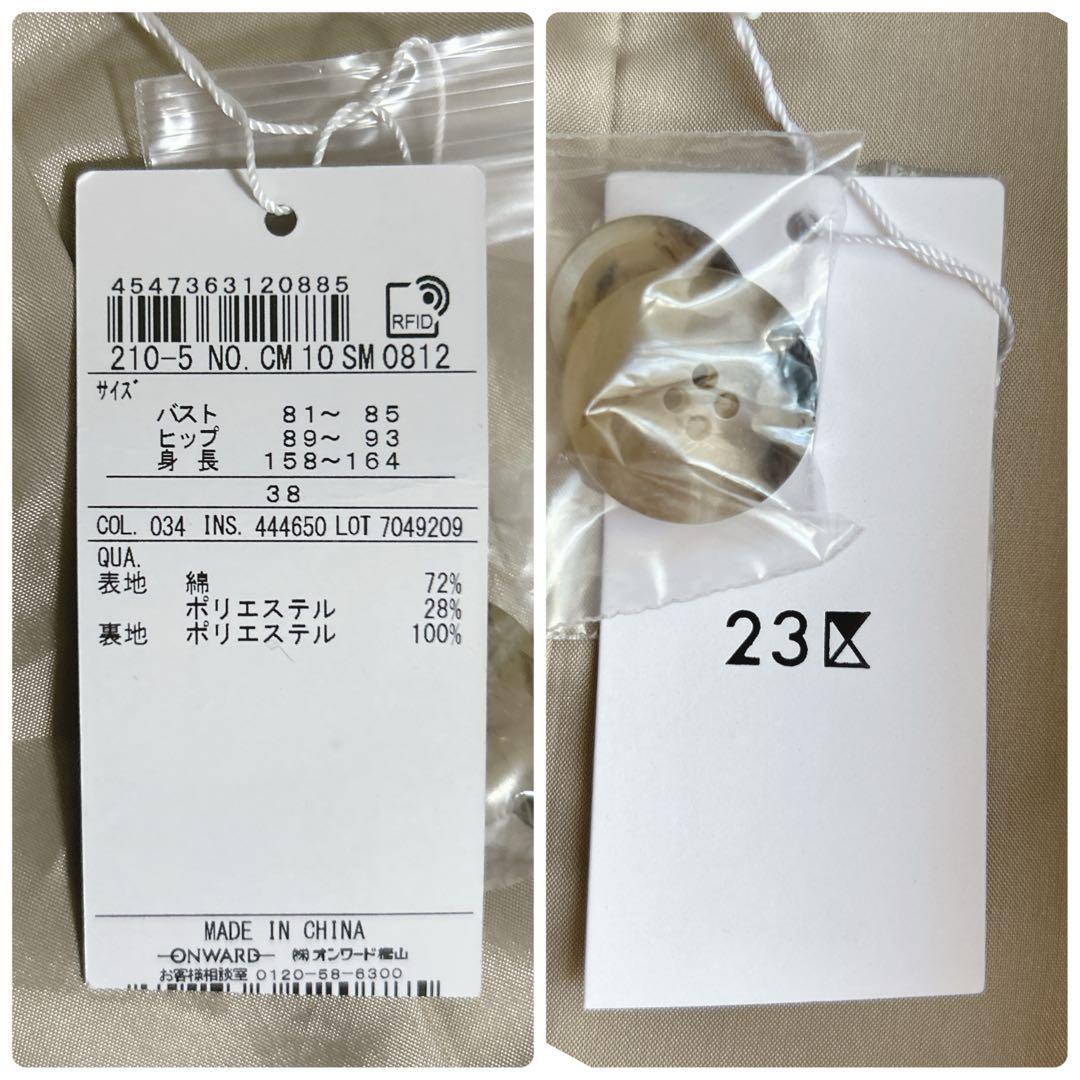 4547363120885
RFID
210-5 NO. CM 10 SM 0812
サイズ
バスト 81～ 85
ヒップ 89～ 93
身 長 158～164
38
COL. 034 INS. 444650 LOT 7049209
QUA.
表地 綿 72%
ポリエステル 28%
裏地 ポリエステル 100%
MADE IN CHINA
ONWARD ㈱オンワード樫山
お客様相談室 0120-58-6300
23区